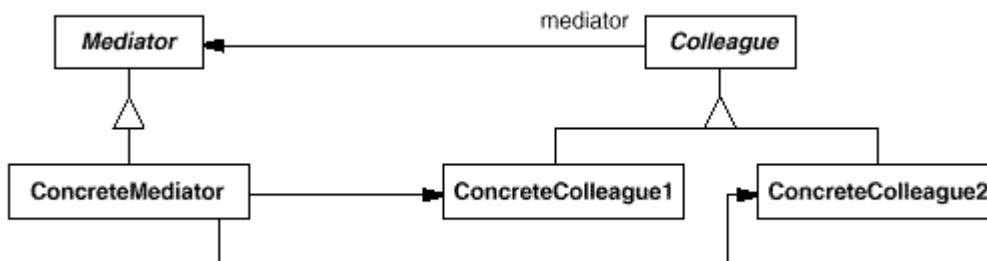 mediator
Mediator
Colleague
ConcreteMediator
ConcreteColleague1
ConcreteColleague2